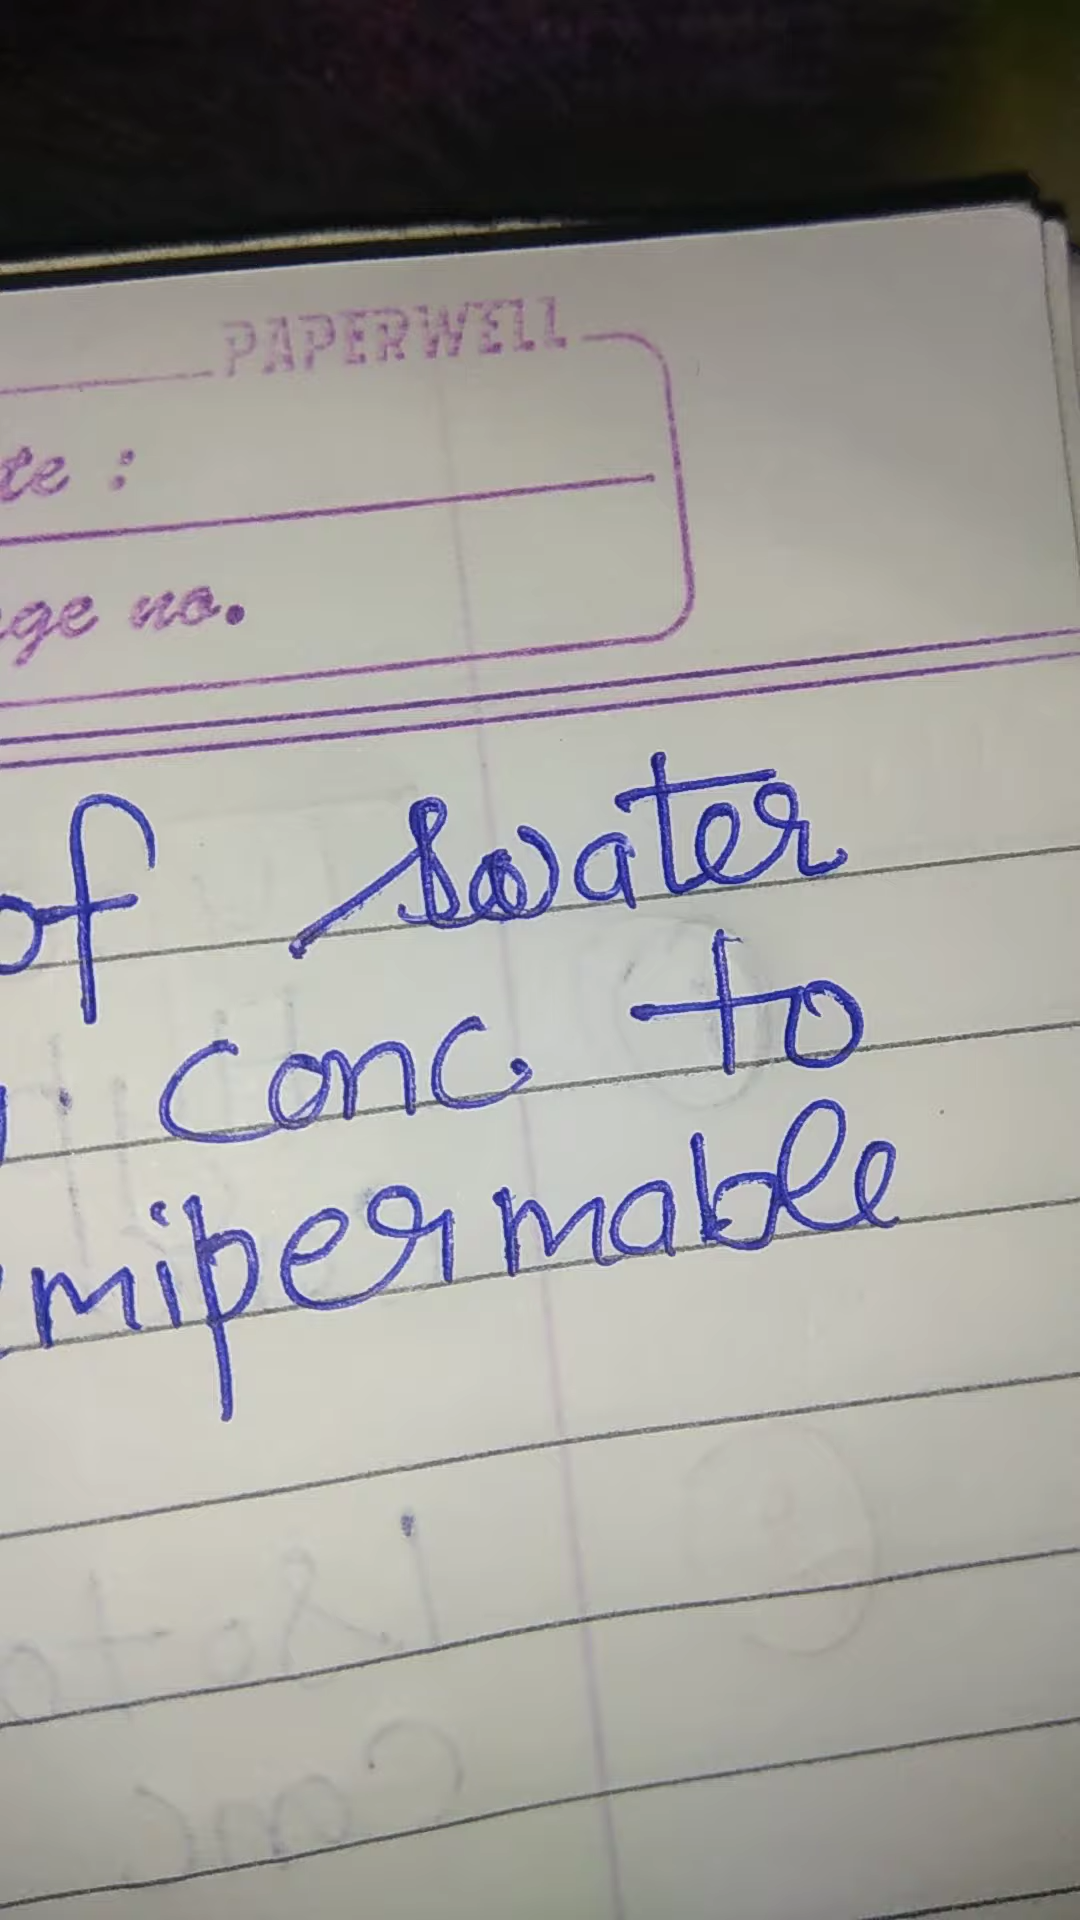 PAPERWELL
te :
ge no.
of water
conc. to
mipermable